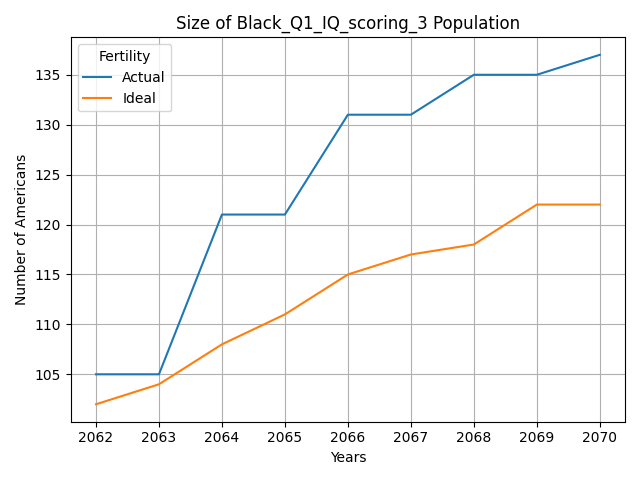 Size of Black_Q1_IQ_scoring_3 Population
Fertility
Actual
Ideal
135
130
125
120
115
110
105
Number of Americans
2062 2063 2064 2065 2066 2067 2068 2069 2070
Years